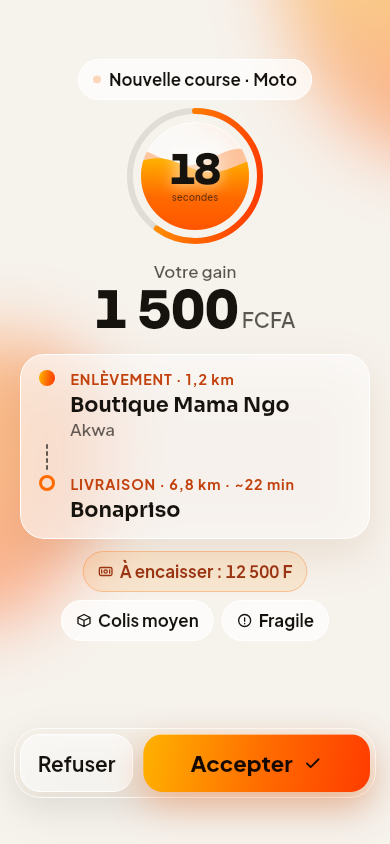 Nouvelle course · Moto
18
secondes
Votre gain
1 500 FCFA
ENLÈVEMENT · 1,2 km
Boutique Mama Ngo
Akwa
LIVRAISON · 6,8 km · ~22 min
Bonapriso
À encaisser : 12 500 F
Colis moyen
Fragile
Refuser
Accepter